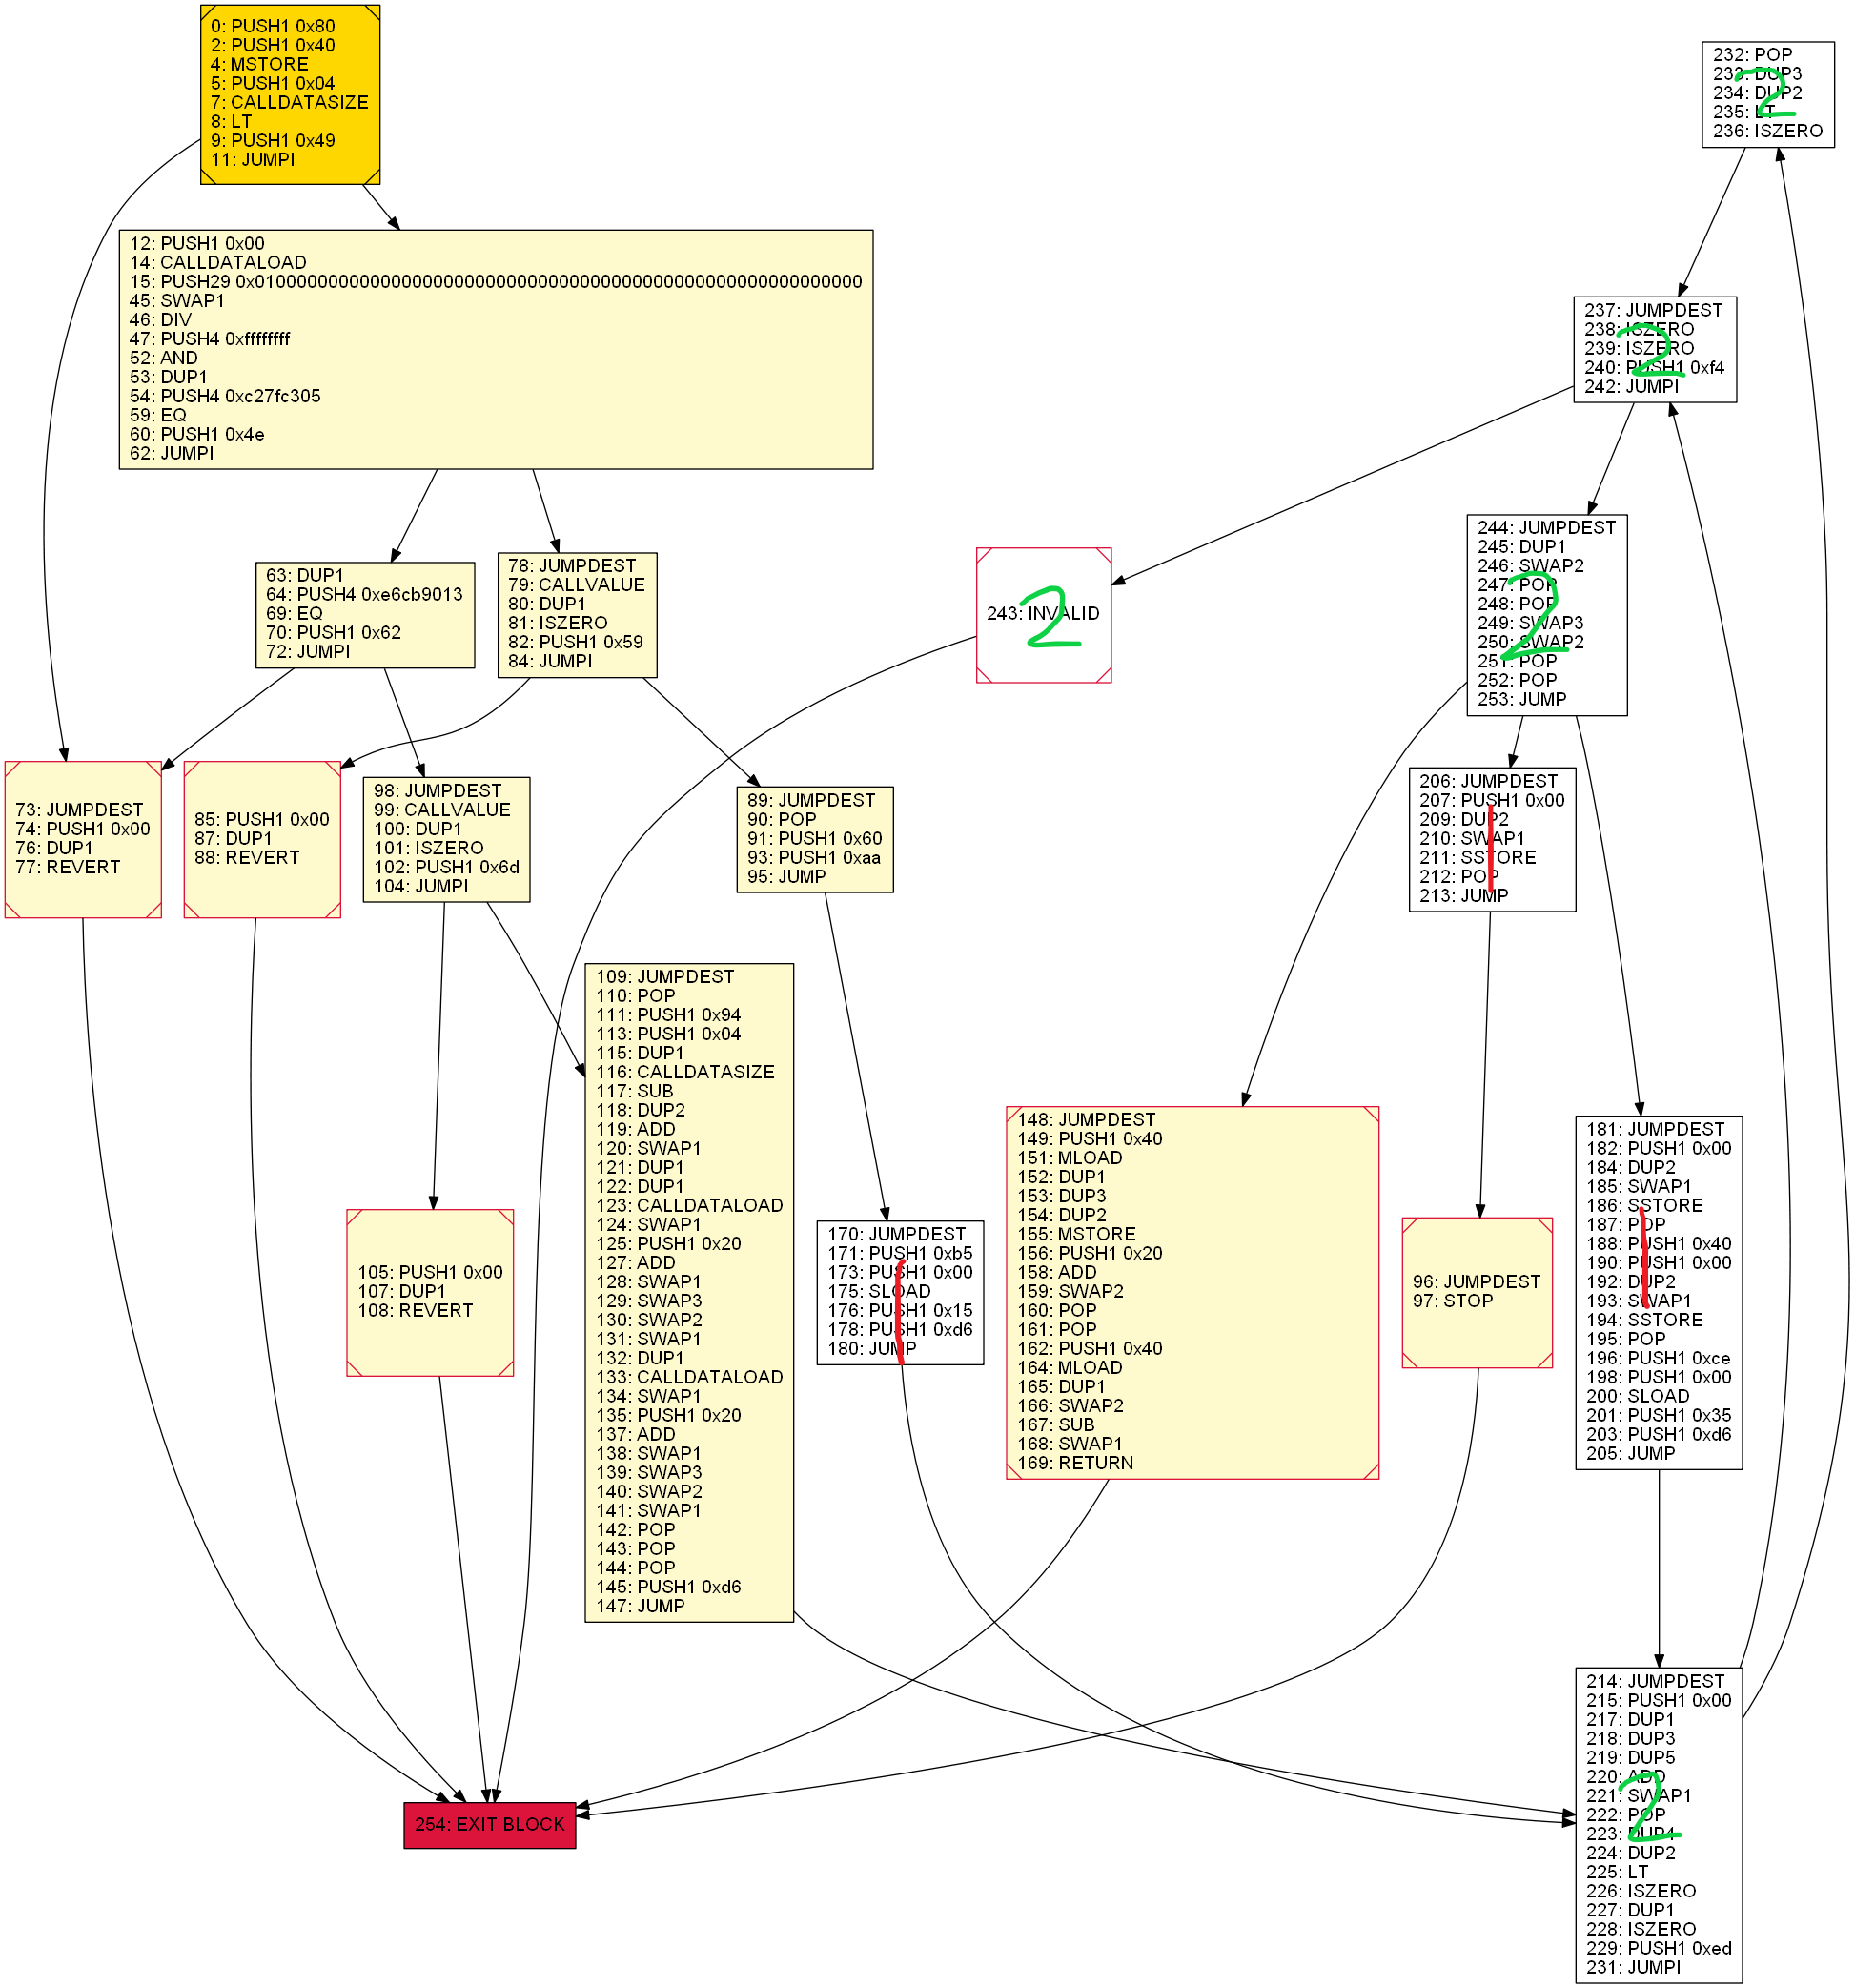 0: PUSH1 0x80
2: PUSH1 0x40
4: MSTORE
5: PUSH1 0x04
7: CALLDATASIZE
8: LT
9: PUSH1 0x49
11: JUMPI
232: POP
233: DUP3
234: DUP2
235: LT
236: ISZERO
2
12: PUSH1 0x00
14: CALLDATALOAD
15: PUSH29 0x0100000000000000000000000000000000000000000000000000000000
45: SWAP1
46: DIV
47: PUSH4 0xffffffff
52: AND
53: DUP1
54: PUSH4 0xc27fc305
59: EQ
60: PUSH1 0x4e
62: JUMPI
237: JUMPDEST
238: ISZERO
239: ISZERO
240: PUSH1 0xf4
242: JUMPI
2
63: DUP1
64: PUSH4 0xe6cb9013
69: EQ
70: PUSH1 0x62
72: JUMPI
78: JUMPDEST
79: CALLVALUE
80: DUP1
81: ISZERO
82: PUSH1 0x59
84: JUMPI
243: INVALID
2
244: JUMPDEST
245: DUP1
246: SWAP2
247: POP
248: POP
249: SWAP3
250: SWAP2
251: POP
252: POP
253: JUMP
2
73: JUMPDEST
74: PUSH1 0x00
76: DUP1
77: REVERT
85: PUSH1 0x00
87: DUP1
88: REVERT
98: JUMPDEST
99: CALLVALUE
100: DUP1
101: ISZERO
102: PUSH1 0x6d
104: JUMPI
89: JUMPDEST
90: POP
91: PUSH1 0x60
93: PUSH1 0xaa
95: JUMP
206: JUMPDEST
207: PUSH1 0x00
209: DUP2
210: SWAP1
211: SSTORE
212: POP
213: JUMP
109: JUMPDEST
110: POP
111: PUSH1 0x94
113: PUSH1 0x04
115: DUP1
116: CALLDATASIZE
117: SUB
118: DUP2
119: ADD
120: SWAP1
121: DUP1
122: DUP1
123: CALLDATALOAD
124: SWAP1
125: PUSH1 0x20
127: ADD
128: SWAP1
129: SWAP3
130: SWAP2
131: SWAP1
132: DUP1
133: CALLDATALOAD
134: SWAP1
135: PUSH1 0x20
137: ADD
138: SWAP1
139: SWAP3
140: SWAP2
141: SWAP1
142: POP
143: POP
144: POP
145: PUSH1 0xd6
147: JUMP
148: JUMPDEST
149: PUSH1 0x40
151: MLOAD
152: DUP1
153: DUP3
154: DUP2
155: MSTORE
156: PUSH1 0x20
158: ADD
159: SWAP2
160: POP
161: POP
162: PUSH1 0x40
164: MLOAD
165: DUP1
166: SWAP2
167: SUB
168: SWAP1
169: RETURN
181: JUMPDEST
182: PUSH1 0x00
184: DUP2
185: SWAP1
186: SSTORE
187: POP
188: PUSH1 0x40
190: PUSH1 0x00
192: DUP2
193: SWAP1
194: SSTORE
195: POP
196: PUSH1 0xce
198: PUSH1 0x00
200: SLOAD
201: PUSH1 0x35
203: PUSH1 0xd6
205: JUMP
105: PUSH1 0x00
107: DUP1
108: REVERT
170: JUMPDEST
171: PUSH1 0xb5
173: PUSH1 0x00
175: SLOAD
176: PUSH1 0x15
178: PUSH1 0xd6
180: JUMP
96: JUMPDEST
97: STOP
214: JUMPDEST
215: PUSH1 0x00
217: DUP1
218: DUP3
219: DUP5
220: ADD
221: SWAP1
222: POP
223: DUP4
224: DUP2
225: LT
226: ISZERO
227: DUP1
228: ISZERO
229: PUSH1 0xed
231: JUMPI
2
254: EXIT BLOCK